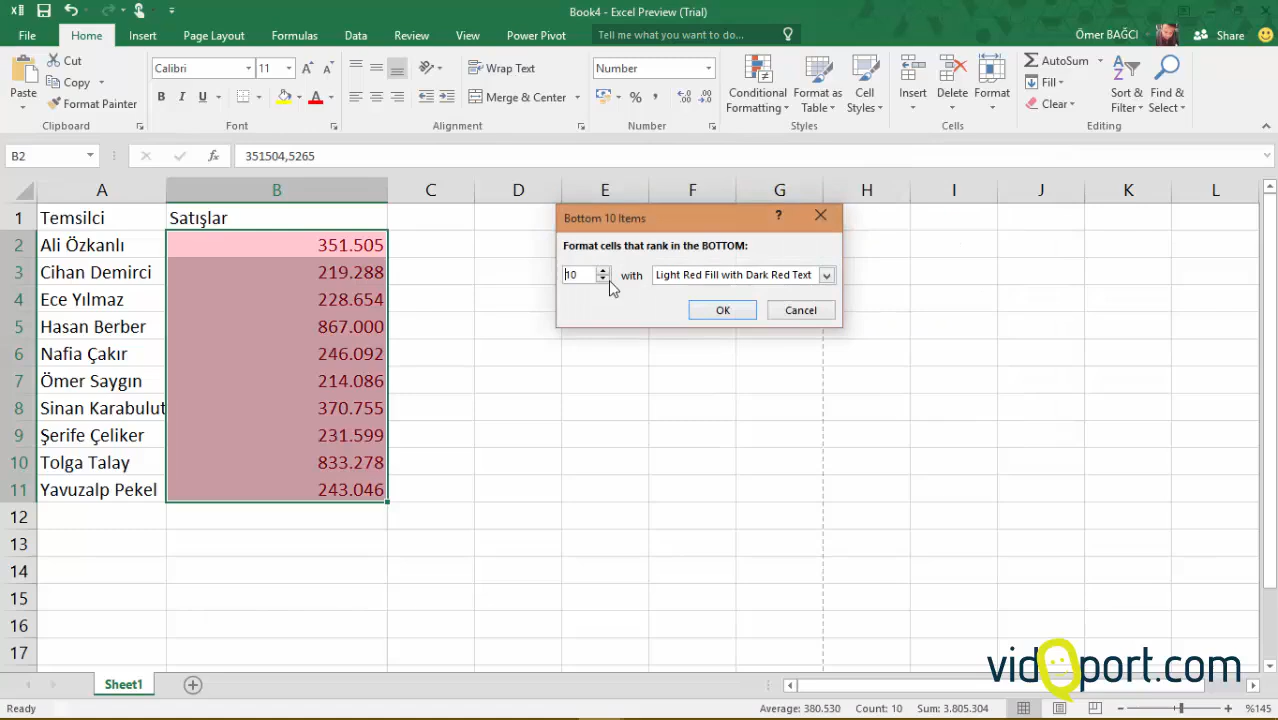 Book4 - Excel Preview (Trial)
File Home Insert Page Layout Formulas Data Review View Power Pivot Tell me what you want to do... Ömer BAĞCI Share
Paste Cut Copy Format Painter Clipboard
Calibri 11 B I U A Font
Wrap Text Merge & Center Alignment
Number % Number
Conditional Formatting Format as Table Cell Styles Styles
Insert Delete Format Cells
AutoSum Fill Clear Sort & Filter Find & Select Editing
B2 fx 351504,5265
A B C D E F G H I J K L
1 Temsilci Satışlar
2 Ali Özkanlı 351.505
3 Cihan Demirci 219.288
4 Ece Yılmaz 228.654
5 Hasan Berber 867.000
6 Nafia Çakır 246.092
7 Ömer Saygın 214.086
8 Sinan Karabulut 370.755
9 Şerife Çeliker 231.599
10 Tolga Talay 833.278
11 Yavuzalp Pekel 243.046
12
13
14
15
16
17
Bottom 10 Items ?
Format cells that rank in the BOTTOM:
10 with Light Red Fill with Dark Red Text
OK Cancel
vidoport.com
Sheet1
Ready Average: 380.530 Count: 10 Sum: 3.805.304 %145